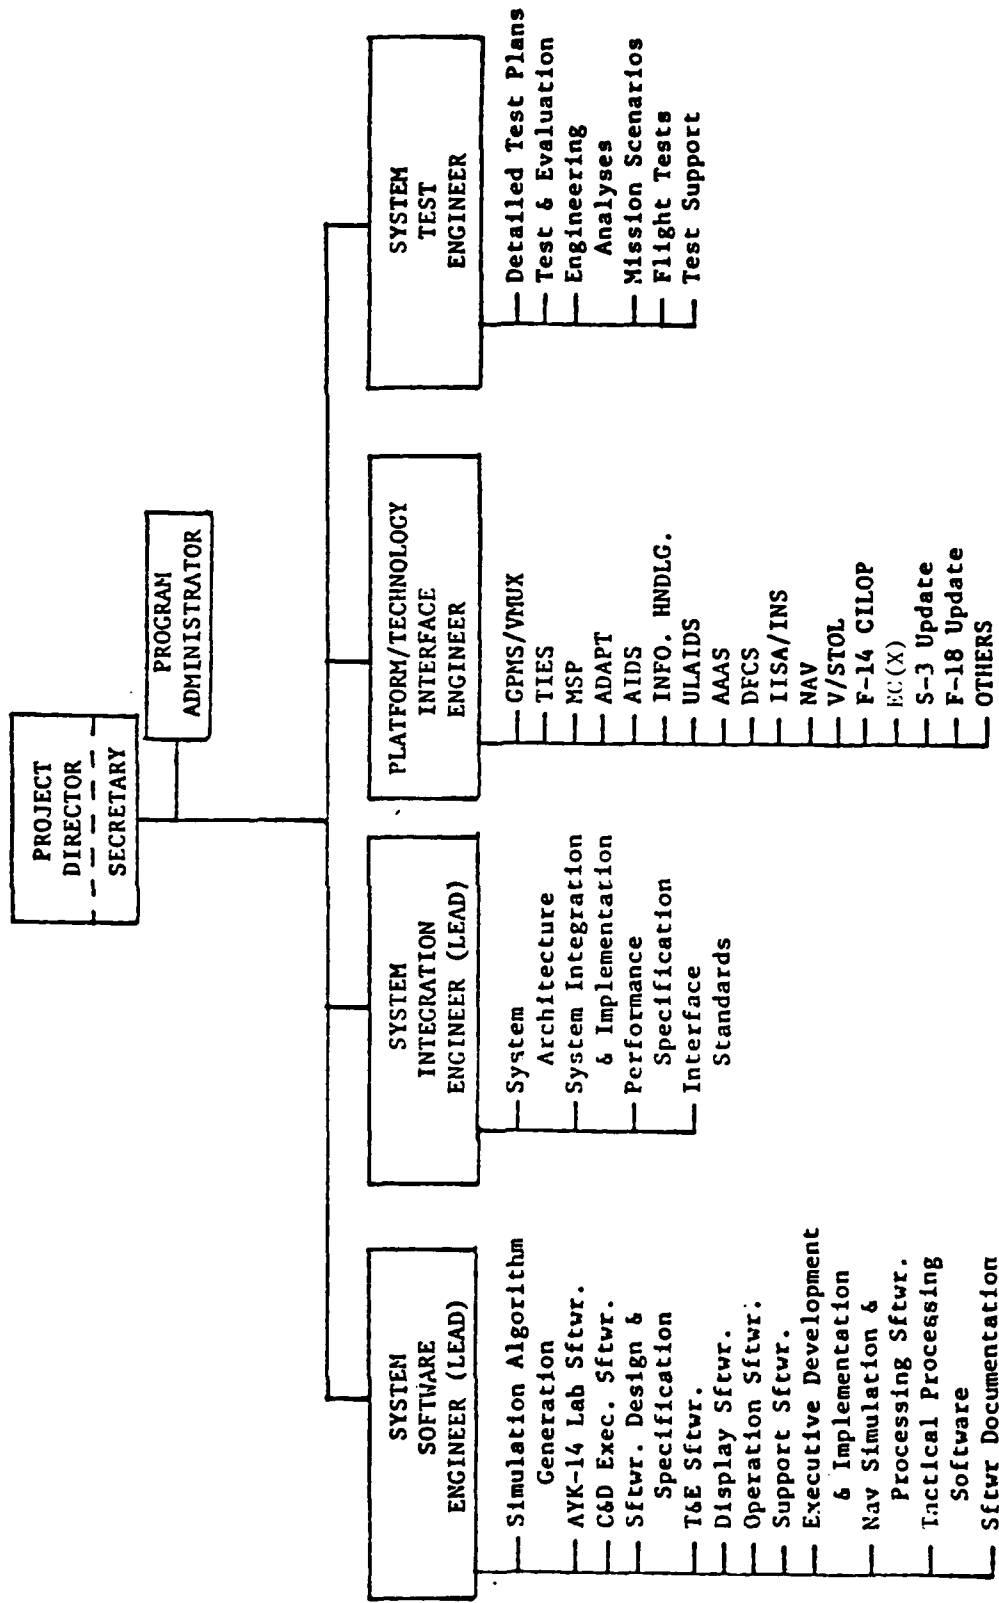 PROJECT
DIRECTOR
SECRETARY
PROGRAM
ADMINISTRATOR
SYSTEM
SOFTWARE
ENGINEER (LEAD)
Simulation Algorithm
Generation
AYK-14 Lab Sftwr.
C&D Exec. Sftwr.
Sftwr. Design &
Specification
T&E Sftwr.
Display Sftwr.
Operation Sftwr.
Support Sftwr.
Executive Development
& Implementation
Nav Simulation &
Processing Sftwr.
Tactical Processing
Software
Sftwr Documentation
SYSTEM
INTEGRATION
ENGINEER (LEAD)
System
Architecture
System Integration
& Implementation
Performance
Specification
Interface
Standards
PLATFORM/TECHNOLOGY
INTERFACE
ENGINEER
GPMS/VMUX
TIES
MSP
ADAPT
AIDS
INFO. HNDLG.
ULAIDS
AAAS
DFCS
IISA/INS
NAV
V/STOL
F-14 CILOP
EC(X)
S-3 Update
F-18 Update
OTHERS
SYSTEM
TEST
ENGINEER
Detailed Test Plans
Test & Evaluation
Engineering
Analyses
Mission Scenarios
Flight Tests
Test Support